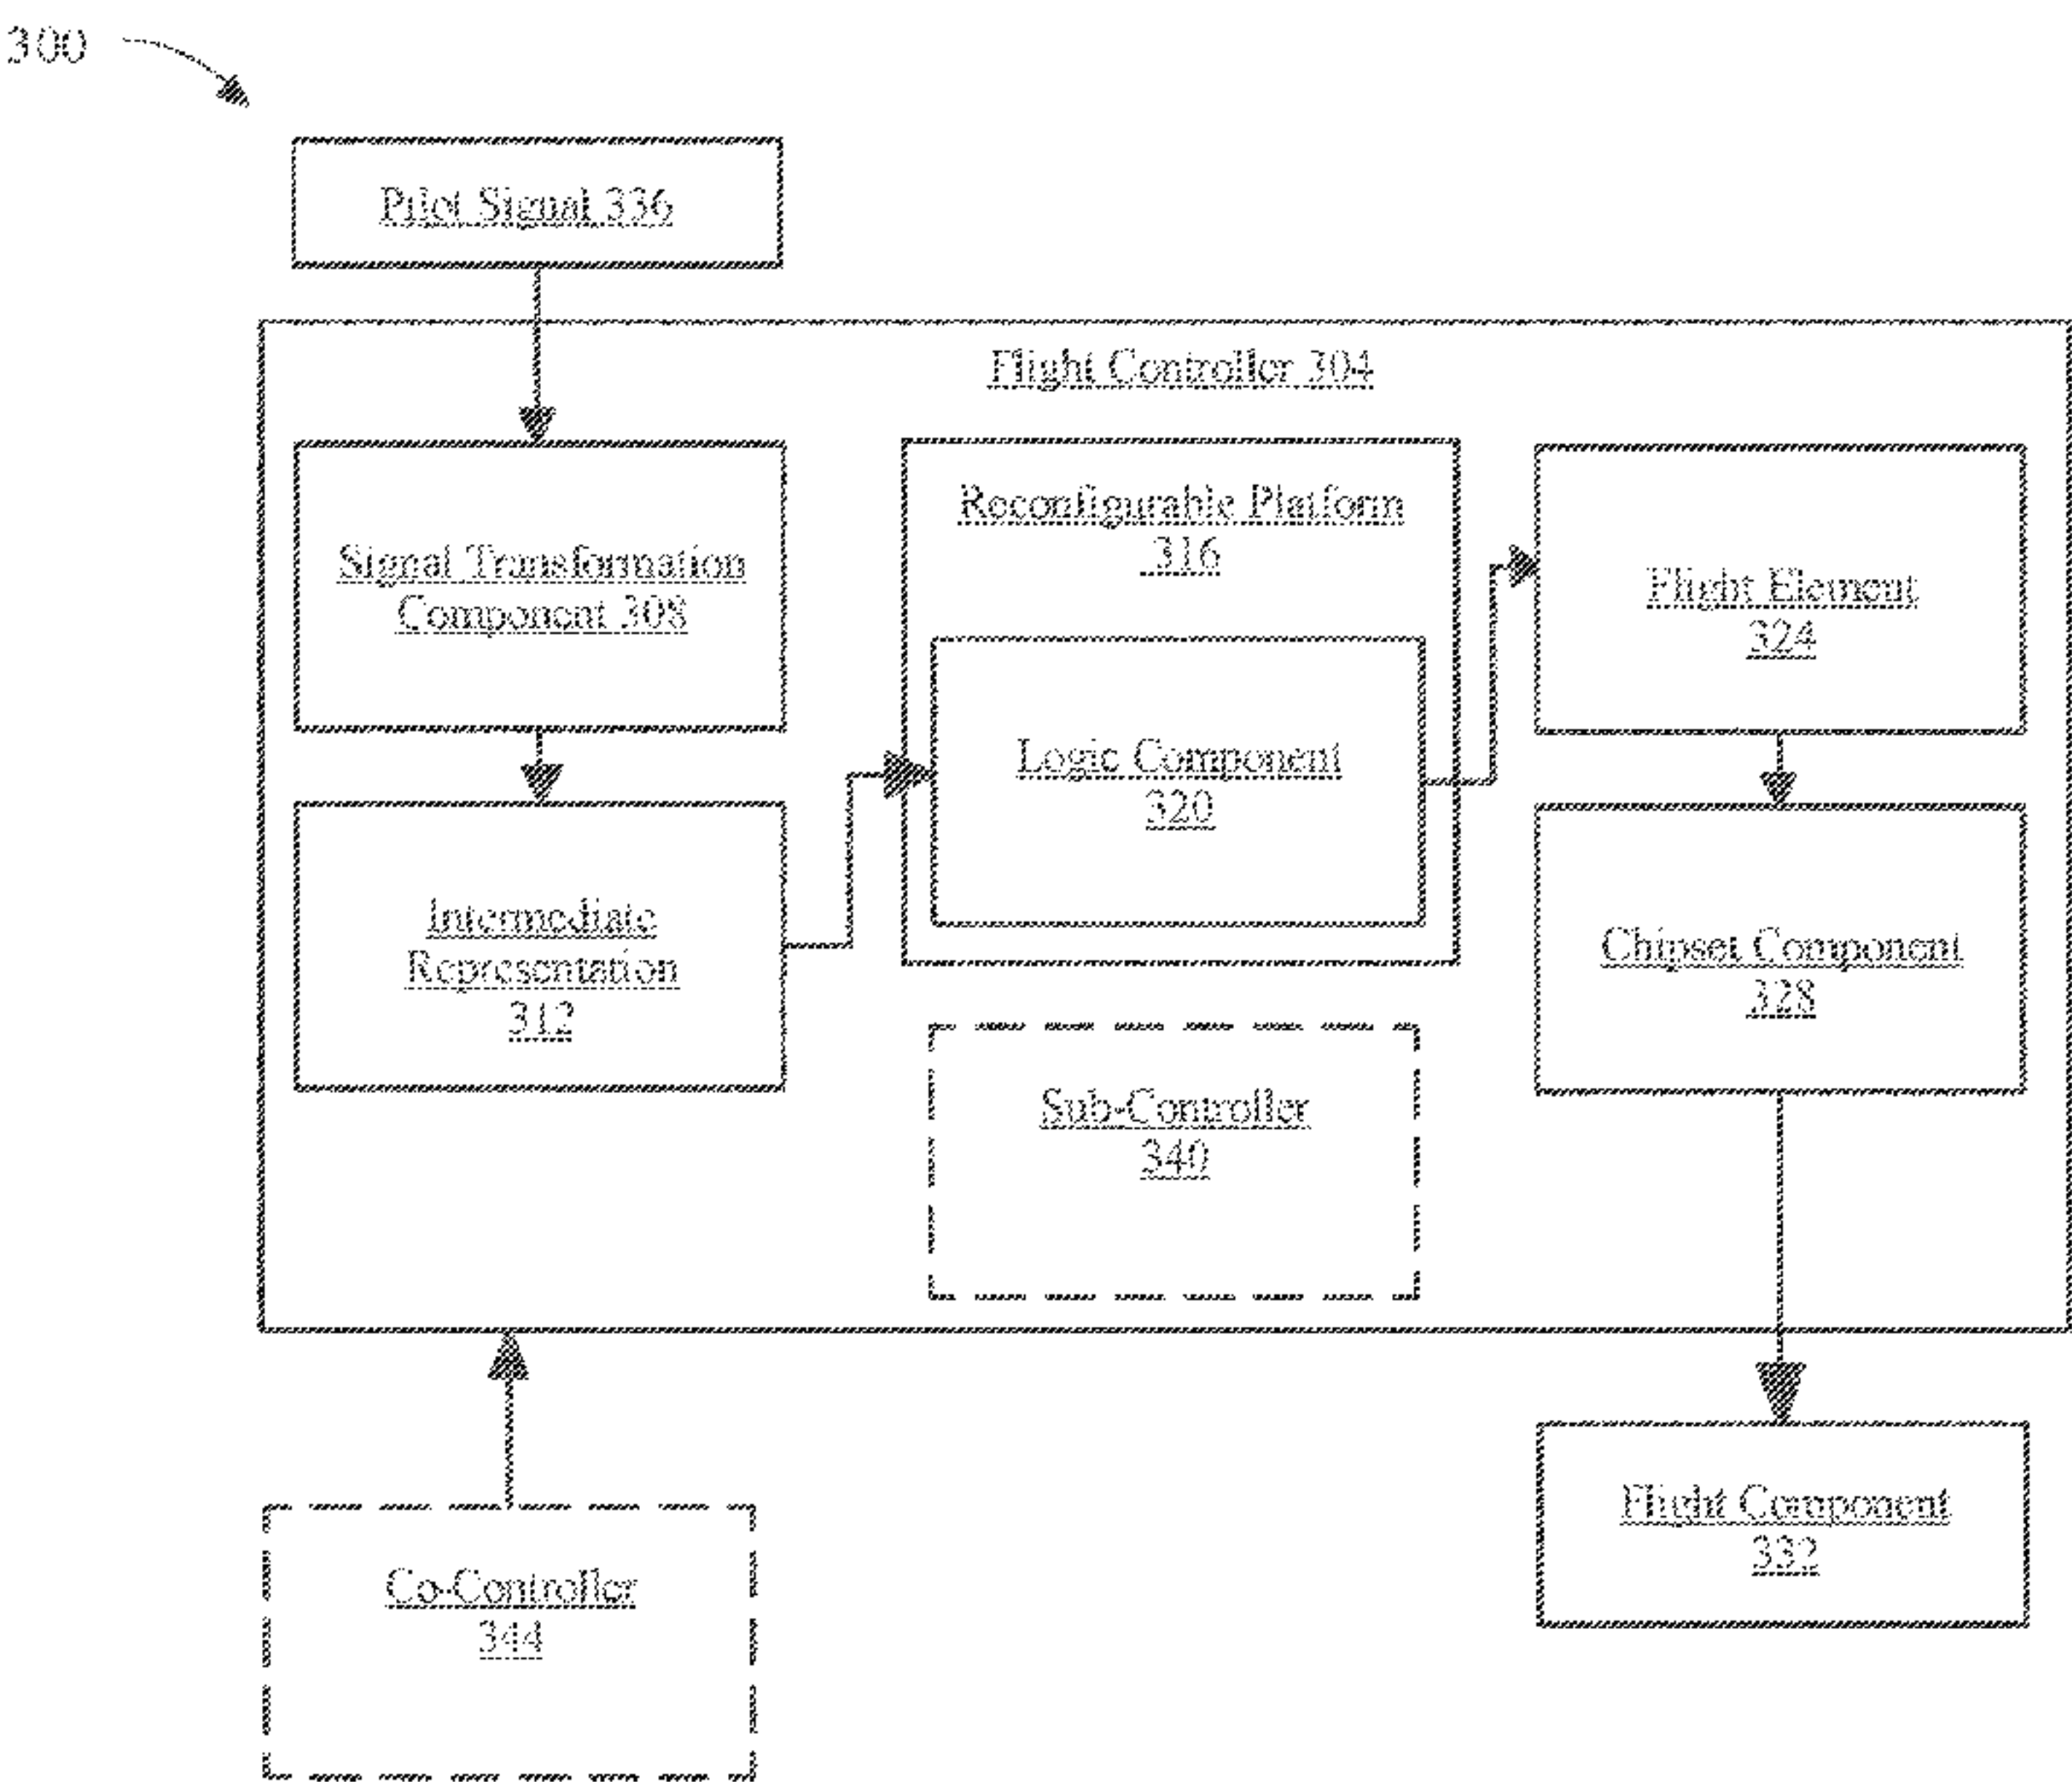 300
Pilot Signal 336
Flight Controller 304
Signal Transformation
Component 308
Intermediate
Representation
312
Reconfigurable Platform
316
Logic Component
320
Sub-Controller
340
Flight Element
324
Chipset Component
328
Co-Controller
344
Flight Component
332